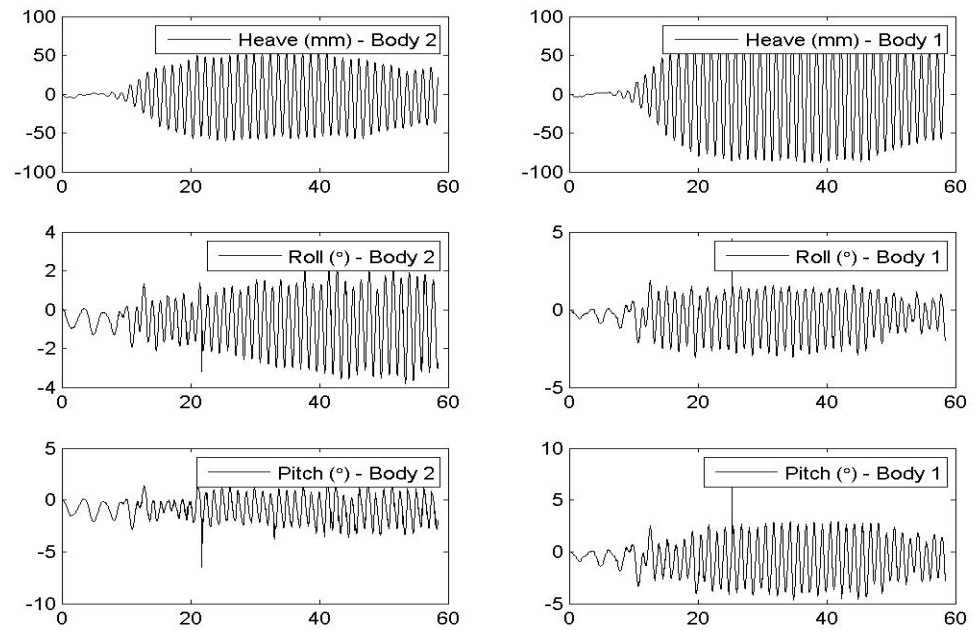 100
50
0
-50
-100
0 20 40 60
Heave (mm) - Body 2
100
50
0
-50
-100
0 20 40 60
Heave (mm) - Body 1
4
2
0
-2
-4
0 20 40 60
Roll (°) - Body 2
5
0
-5
0 20 40 60
Roll (°) - Body 1
5
0
-5
-10
0 20 40 60
Pitch (°) - Body 2
10
5
0
-5
0 20 40 60
Pitch (°) - Body 1